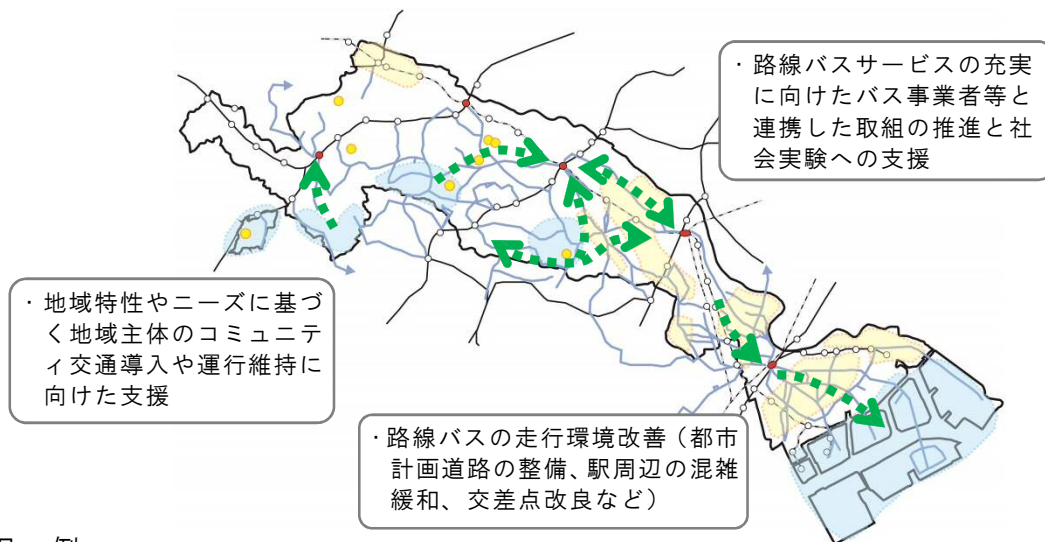 ・路線バスサービスの充実
に向けたバス事業者等と
連携した取組の推進と社
会実験への支援
・地域特性やニーズに基づ
く地域主体のコミュニテ
ィ交通導入や運行維持に
向けた支援
・路線バスの走行環境改善（都市
計画道路の整備、駅周辺の混雑
緩和、交差点改良など）
例